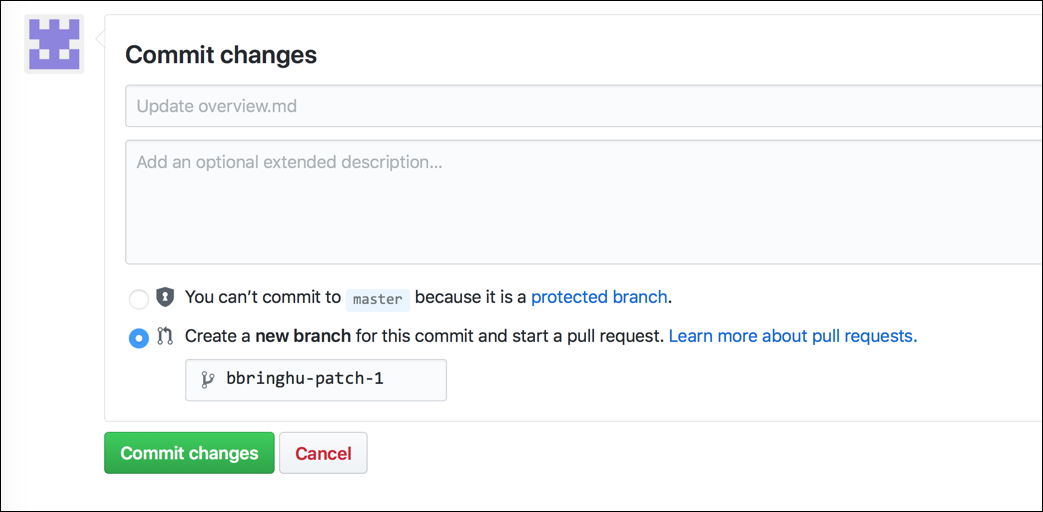 Commit changes
Update overview.md
Add an optional extended description...
You can’t commit to master because it is a protected branch.
Create a new branch for this commit and start a pull request. Learn more about pull requests.
bbringhu-patch-1
Commit changes Cancel